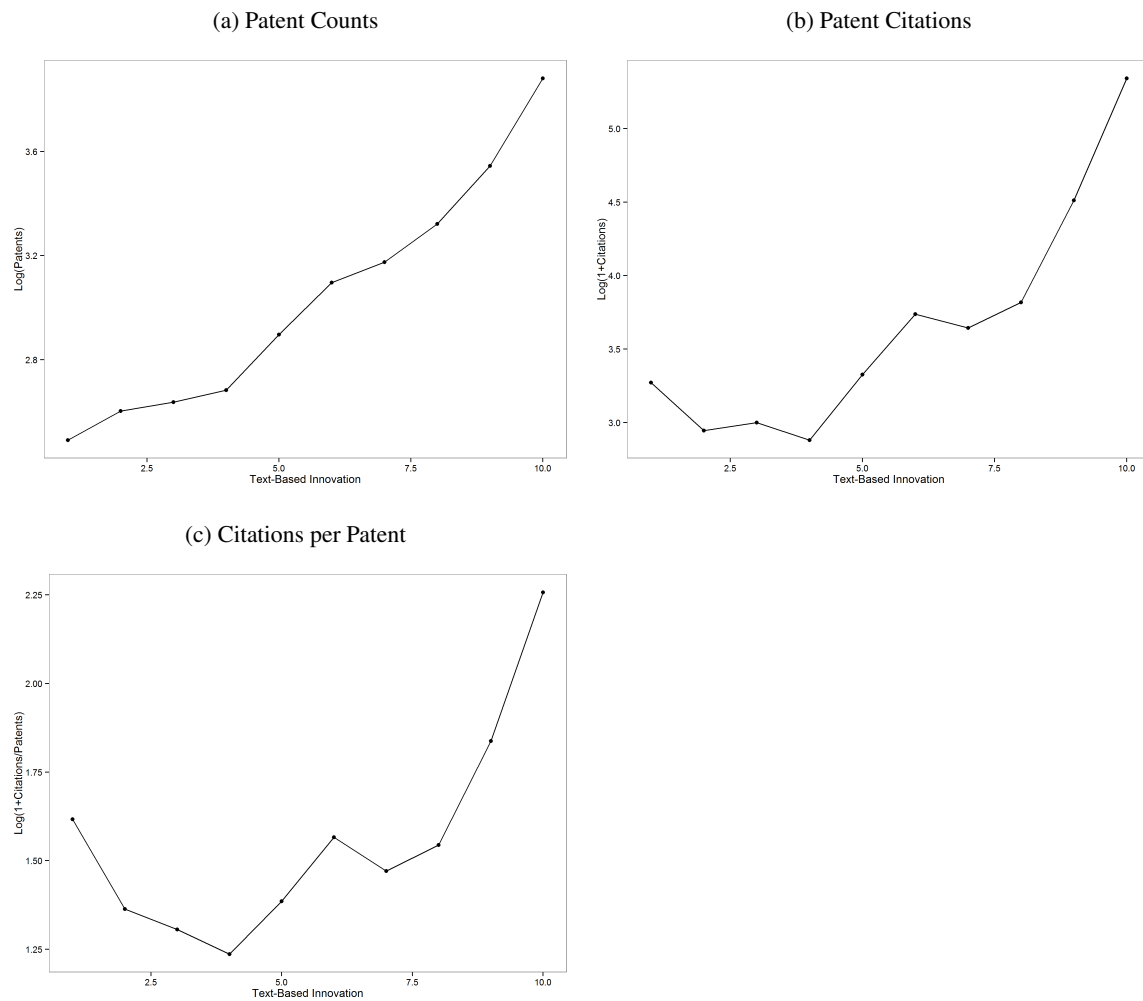 (a) Patent Counts
3.6
3.2
2.8
Log(Patents)
2.5 5.0 7.5 10.0
Text-Based Innovation
(b) Patent Citations
5.0
4.5
4.0
3.5
3.0
Log(1+Citations)
2.5 5.0 7.5 10.0
Text-Based Innovation
(c) Citations per Patent
2.25
2.00
1.75
1.50
1.25
Log(1+Citations/Patents)
2.5 5.0 7.5 10.0
Text-Based Innovation